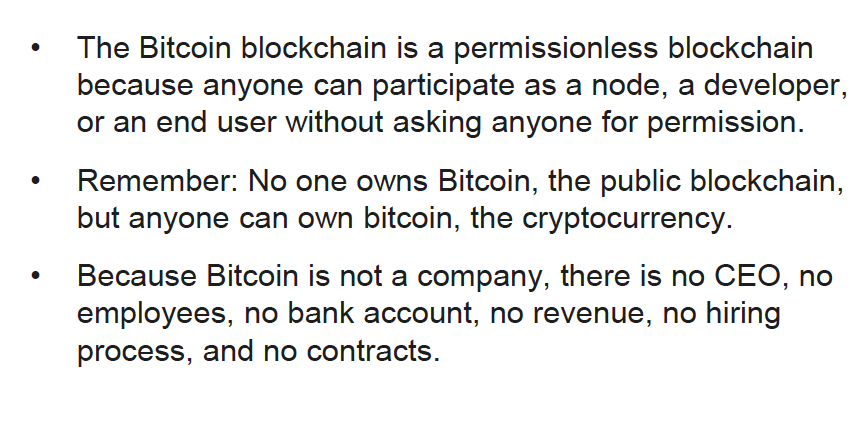 • The Bitcoin blockchain is a permissionless blockchain
because anyone can participate as a node, a developer,
or an end user without asking anyone for permission.
• Remember: No one owns Bitcoin, the public blockchain,
but anyone can own bitcoin, the cryptocurrency.
• Because Bitcoin is not a company, there is no CEO, no
employees, no bank account, no revenue, no hiring
process, and no contracts.